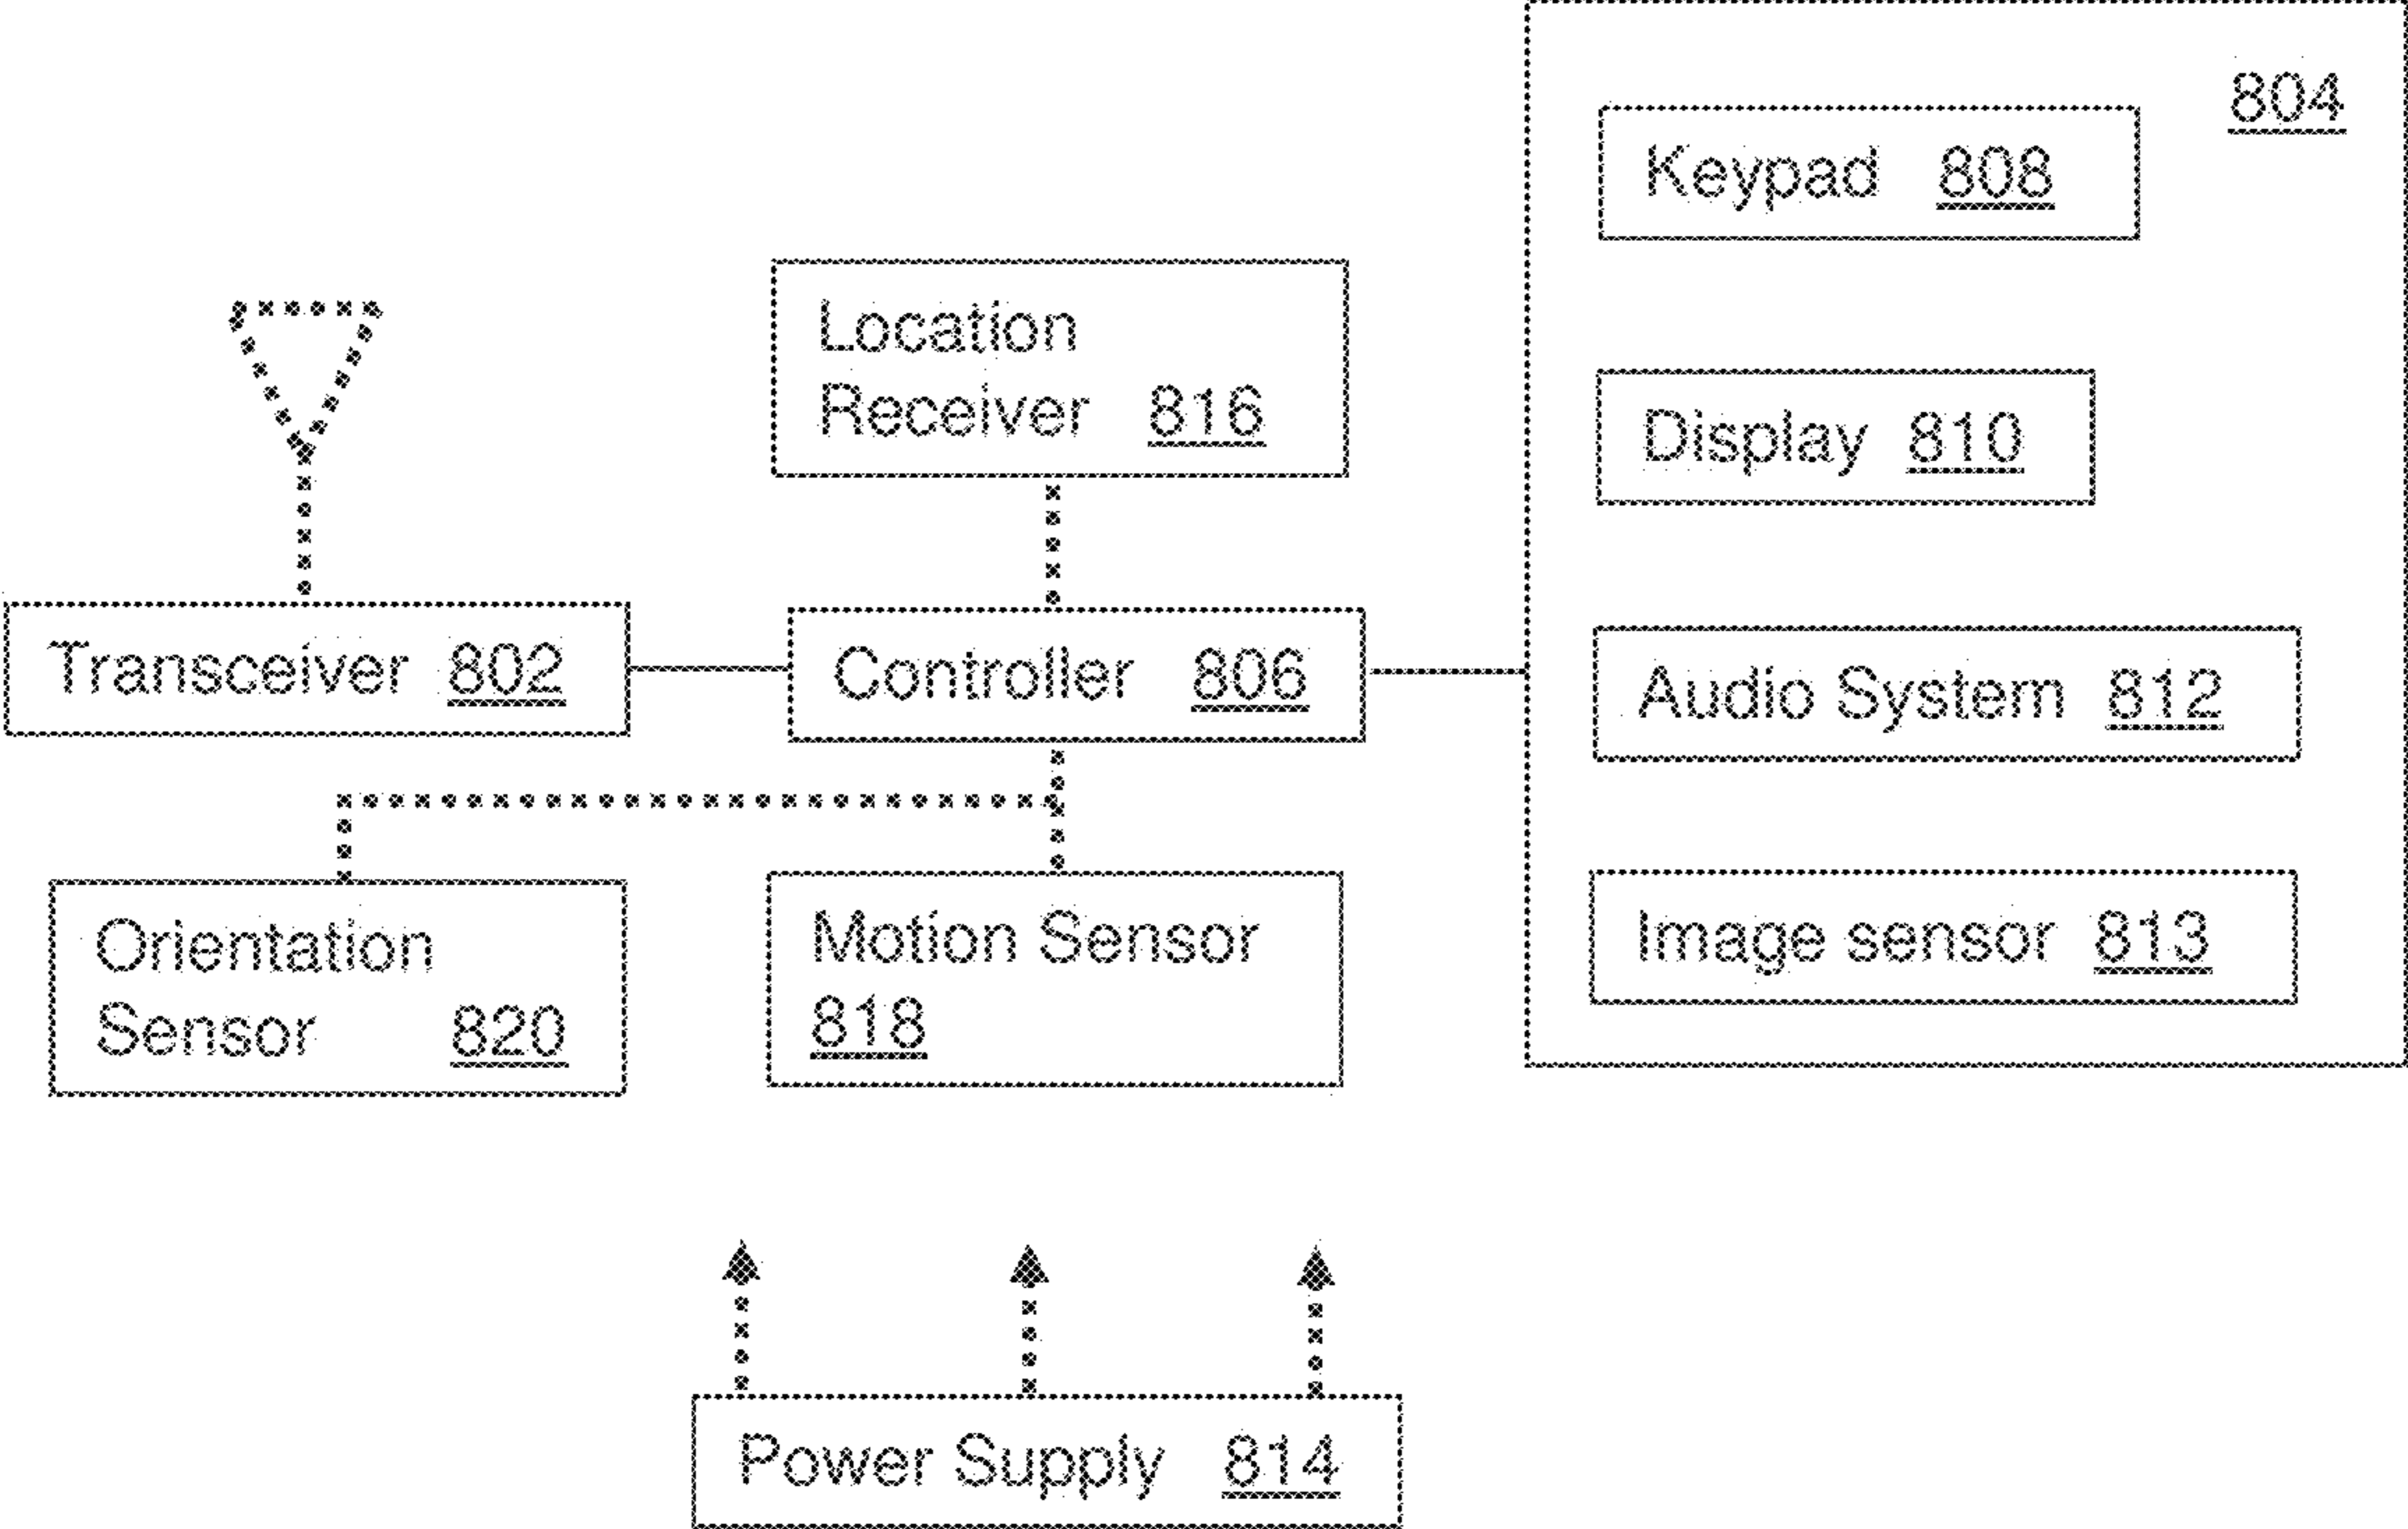 804
Keypad 808
Location
Receiver 816
Display 810
Transceiver 802
Controller 806
Audio System 812
Orientation
Sensor 820
Motion Sensor
818
Image sensor 813
Power Supply 814